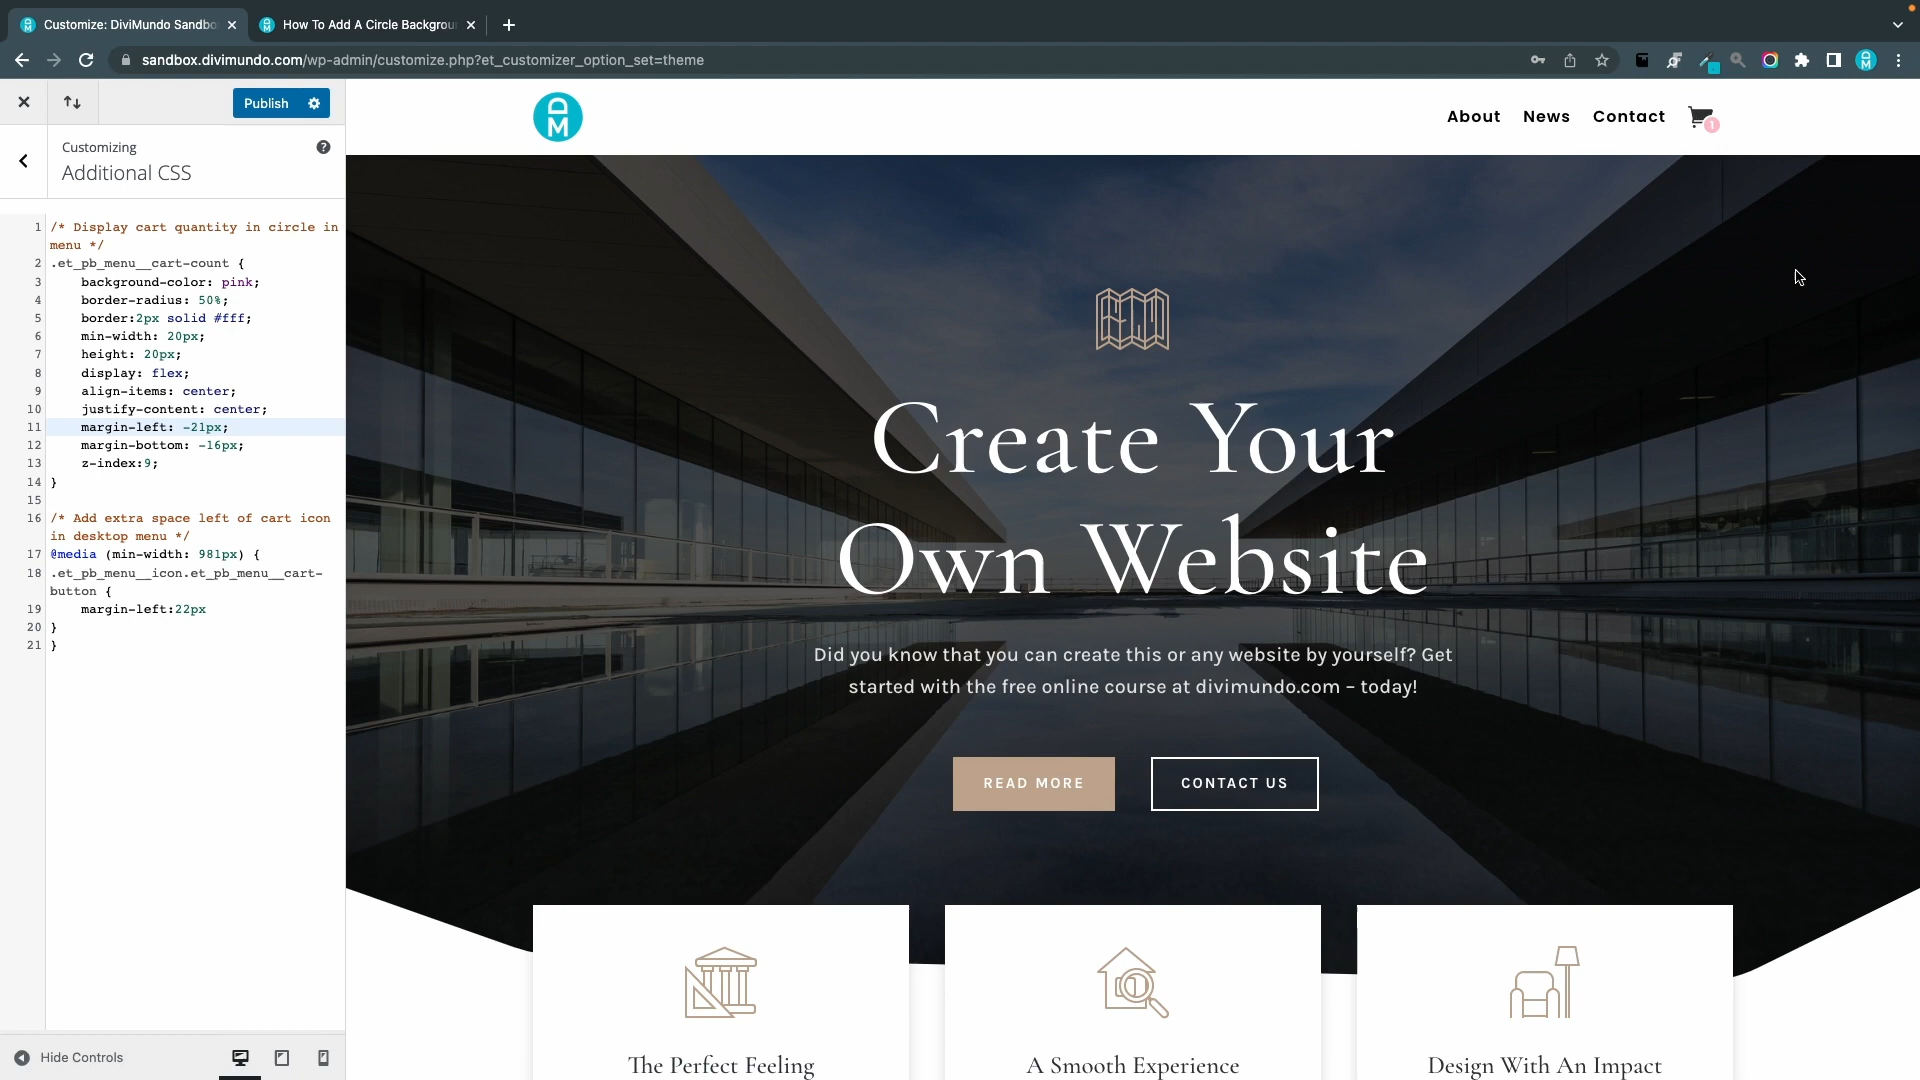 Customize: DiviMundo Sandbo
How To Add A Circle Backgroun
sandbox.divimundo.com/wp-admin/customize.php?et_customizer_option_set=theme
Publish
Customizing
Additional CSS
1 /* Display cart quantity in circle in
menu */
2 .et_pb_menu__cart-count {
3 background-color: pink;
4 border-radius: 50%;
5 border:2px solid #fff;
6 min-width: 20px;
7 height: 20px;
8 display: flex;
9 align-items: center;
10 justify-content: center;
11 margin-left: -21px;
12 margin-bottom: -16px;
13 z-index:9;
14 }
15
16 /* Add extra space left of cart icon
in desktop menu */
17 @media (min-width: 981px) {
18 .et_pb_menu__icon.et_pb_menu__cart-
button {
19 margin-left:22px
20 }
21 }
Hide Controls
DM
About
News
Contact
1
Create Your
Own Website
Did you know that you can create this or any website by yourself? Get
started with the free online course at divimundo.com – today!
READ MORE
CONTACT US
The Perfect Feeling
A Smooth Experience
Design With An Impact